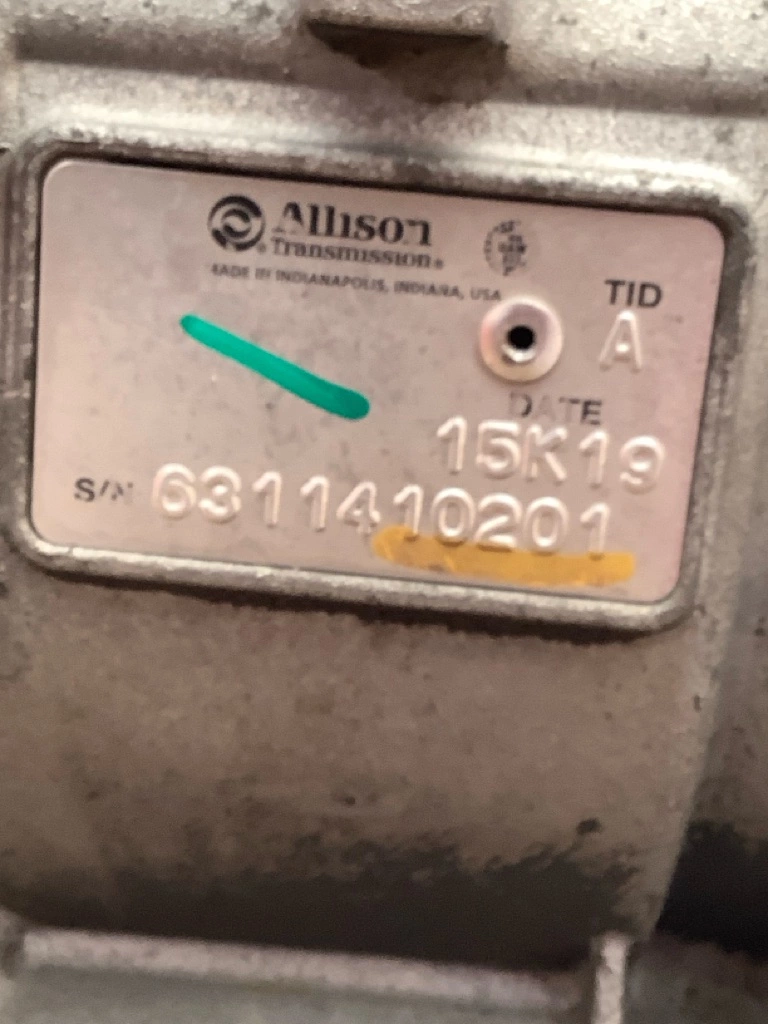 Allison
Transmission®
MADE IN INDIANAPOLIS, INDIANA, USA
TID
A
DATE
15K19
S/N 6311410201